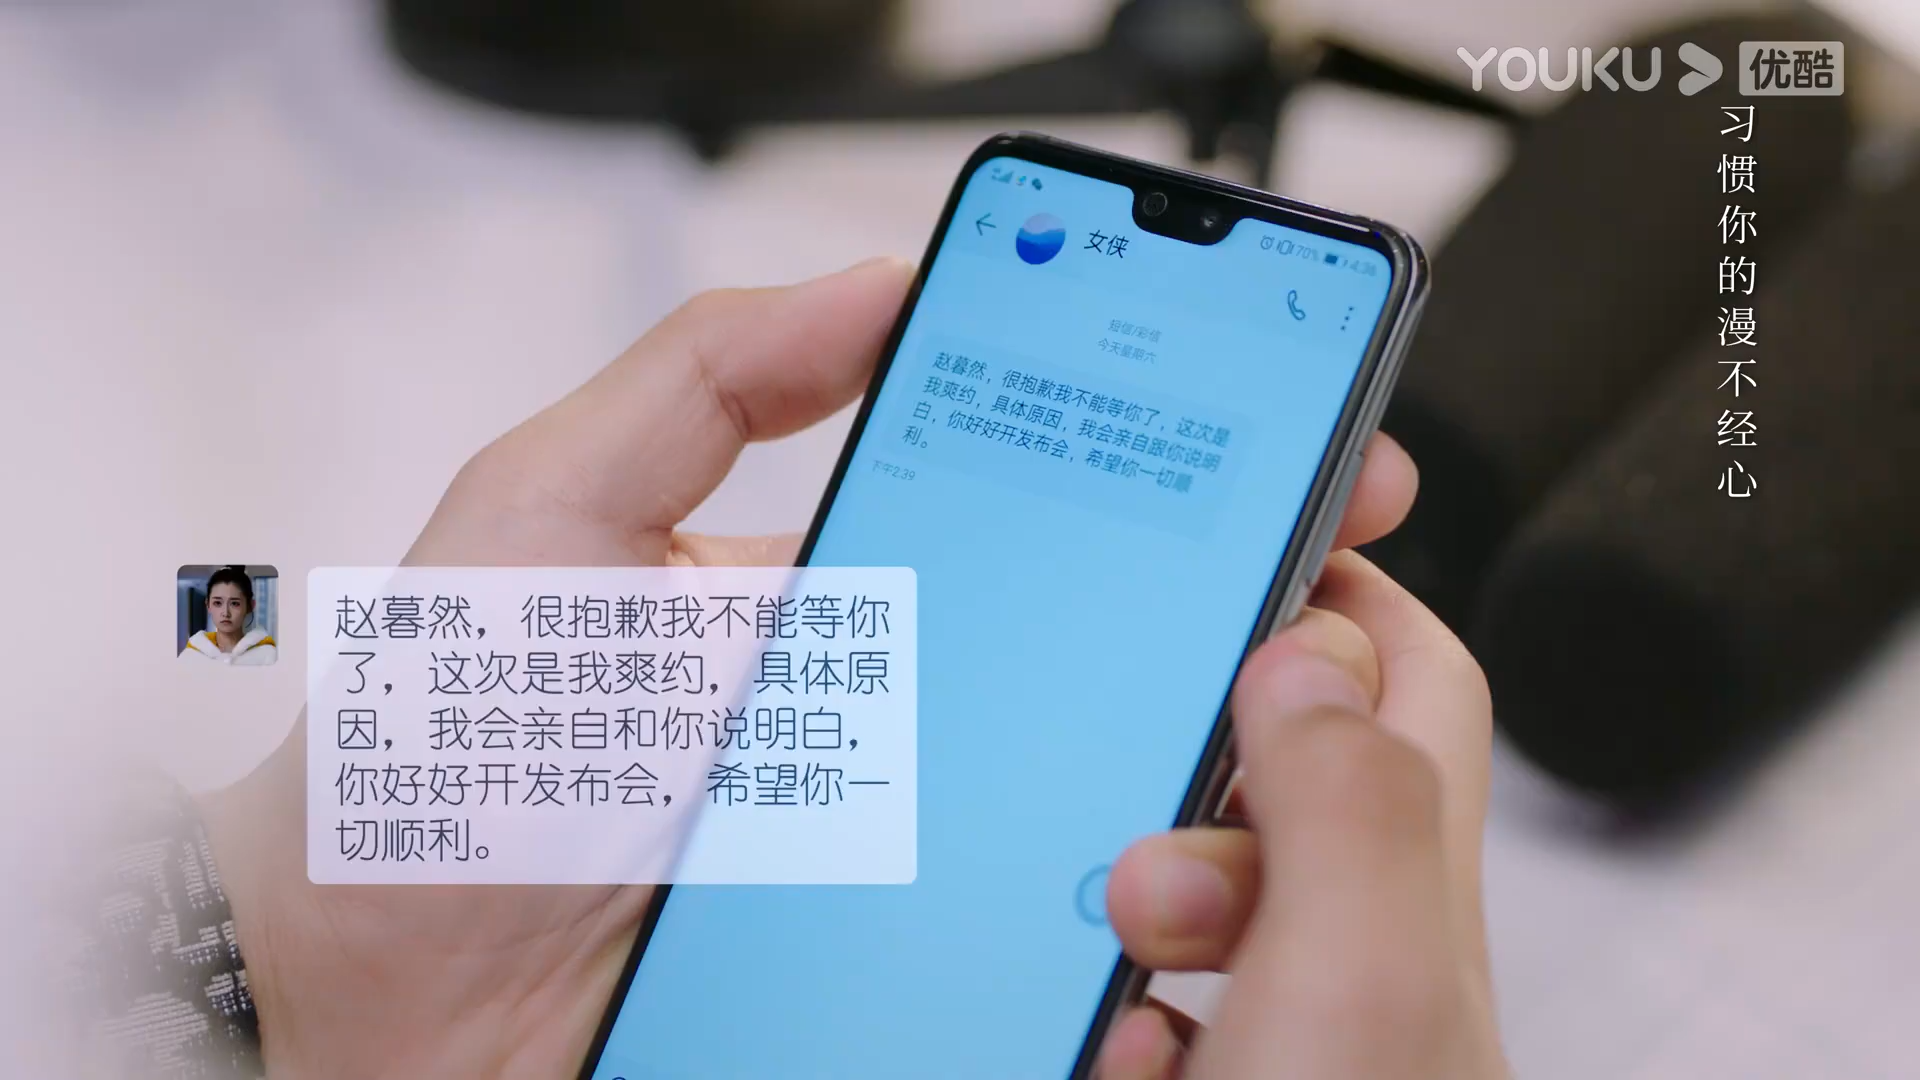 YOUKU 优酷
习惯你的漫不经心
女侠
70% 4:36
短信/彩信
今天星期六
赵暮然，很抱歉我不能等你了，这次是
我爽约，具体原因，我会亲自跟你说明
白，你好好开发布会，希望你一切顺
利。
下午2:39
赵暮然，很抱歉我不能等你
了，这次是我爽约，具体原
因，我会亲自和你说明白，
你好好开发布会，希望你一
切顺利。